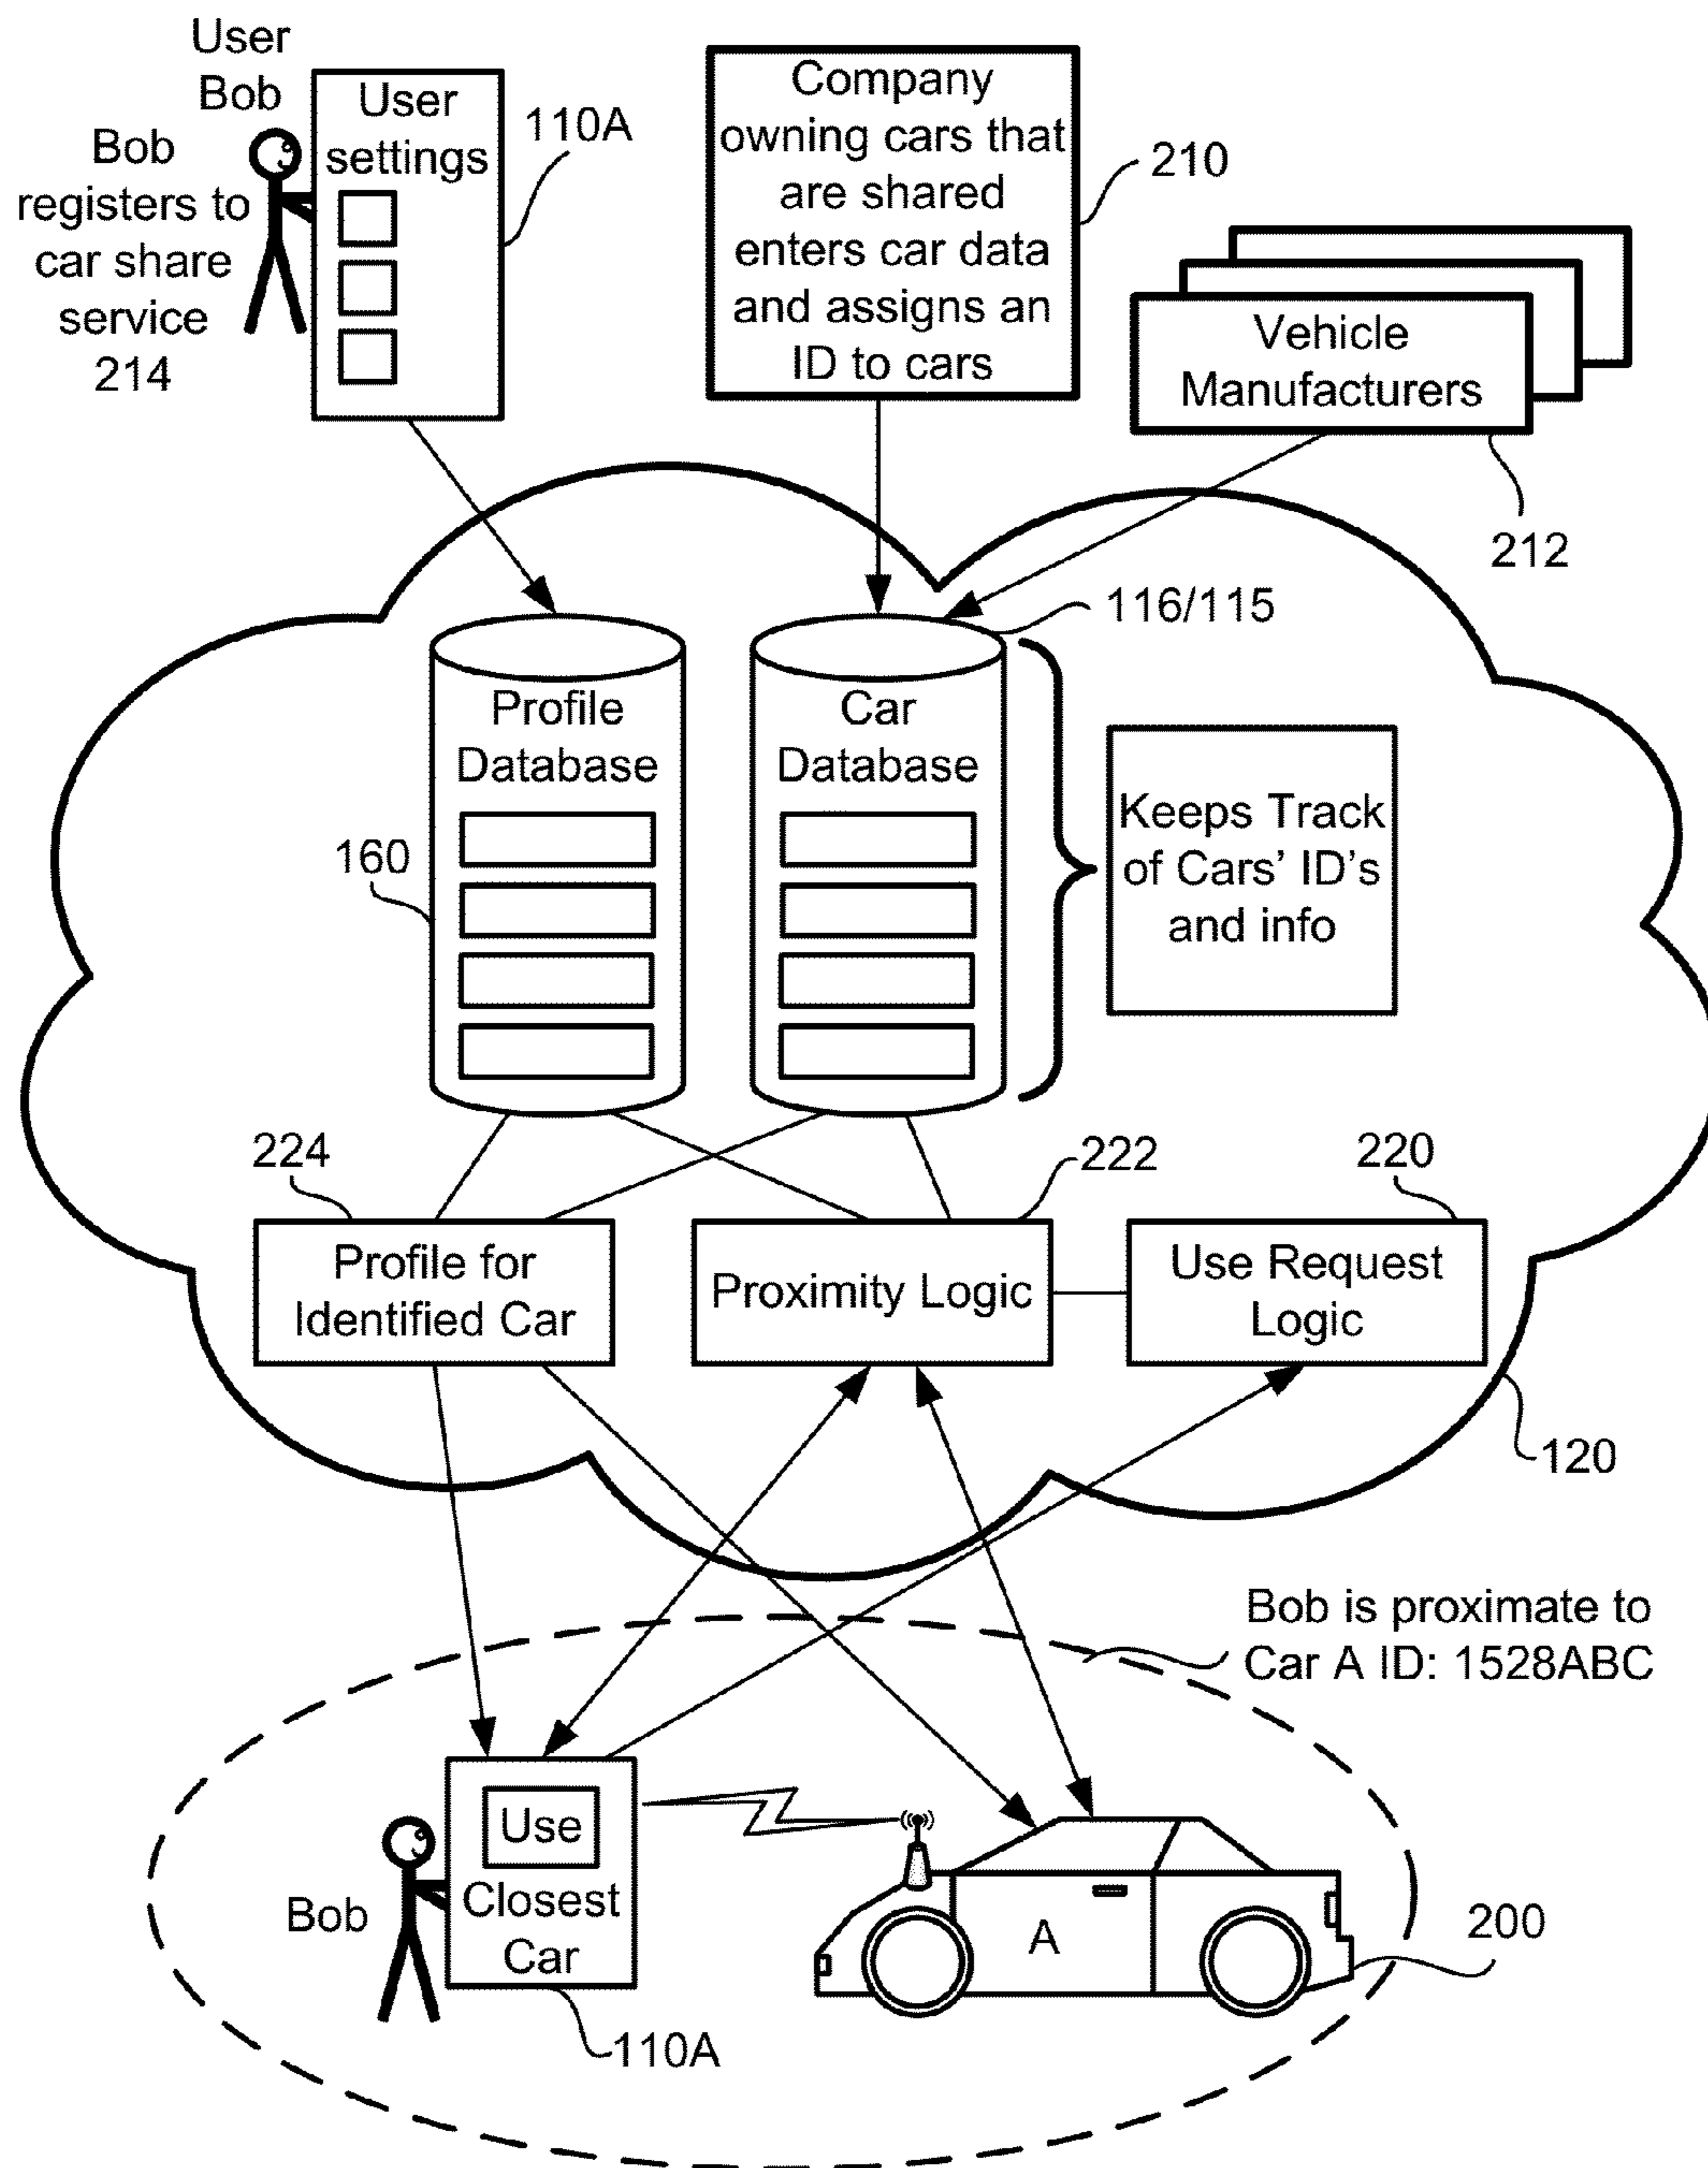 User
Bob
Bob
registers to
car share
service
214
User
settings
110A
Company
owning cars that
are shared
enters car data
and assigns an
ID to cars
210
Vehicle
Manufacturers
212
116/115
Profile
Database
Car
Database
Keeps Track
of Cars' ID's
and info
160
224
222
220
Profile for
Identified Car
Proximity Logic
Use Request
Logic
120
Bob is proximate to
Car A ID: 1528ABC
Use
Closest
Car
Bob
A
200
110A